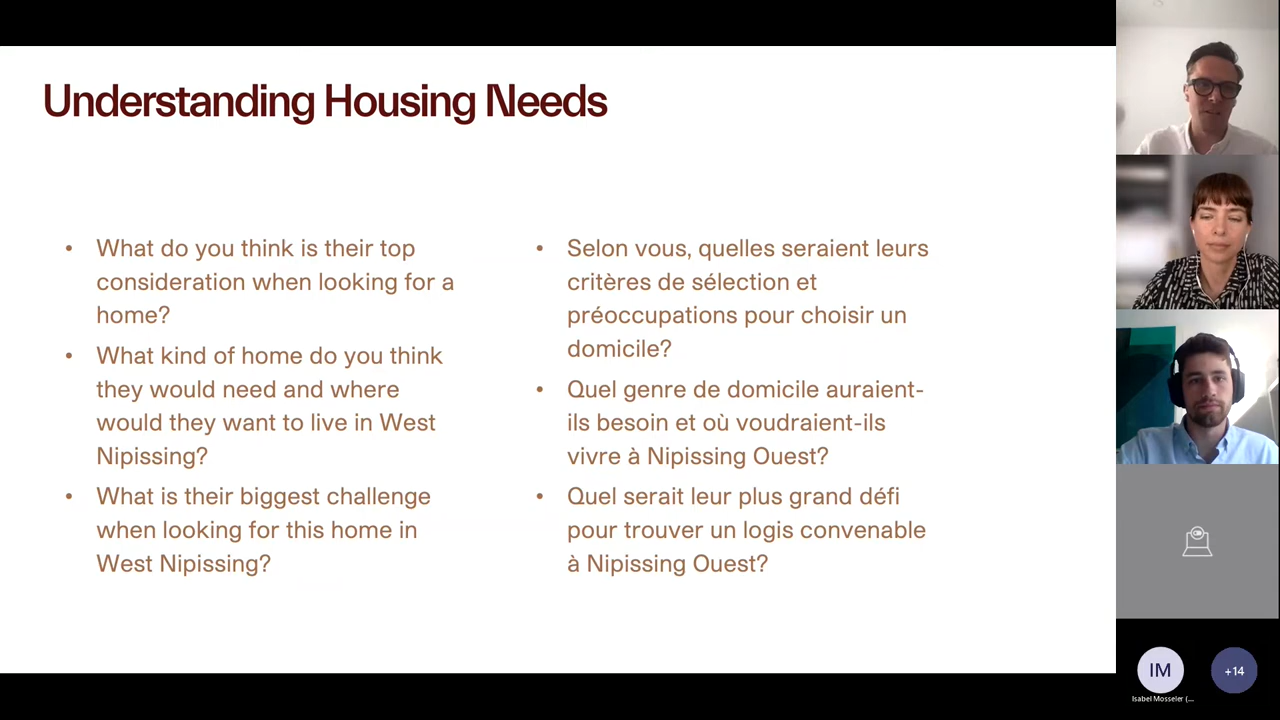 Understanding Housing Needs
• What do you think is their top
consideration when looking for a
home?
• What kind of home do you think
they would need and where
would they want to live in West
Nipissing?
• What is their biggest challenge
when looking for this home in
West Nipissing?
• Selon vous, quelles seraient leurs
critères de sélection et
préoccupations pour choisir un
domicile?
• Quel genre de domicile auraient-
ils besoin et où voudraient-ils
vivre à Nipissing Ouest?
• Quel serait leur plus grand défi
pour trouver un logis convenable
à Nipissing Ouest?
IM
+14
Isabel Mosseler (...